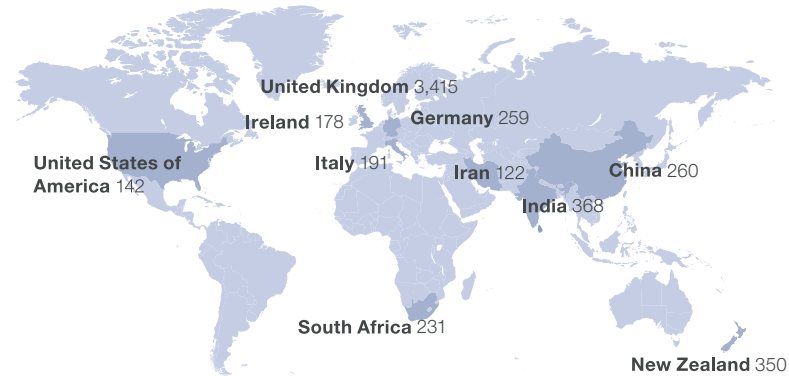 United Kingdom 3,415
Ireland 178
Germany 259
United States of
America 142
Italy 191
Iran 122
China 260
India 368
South Africa 231
New Zealand 350